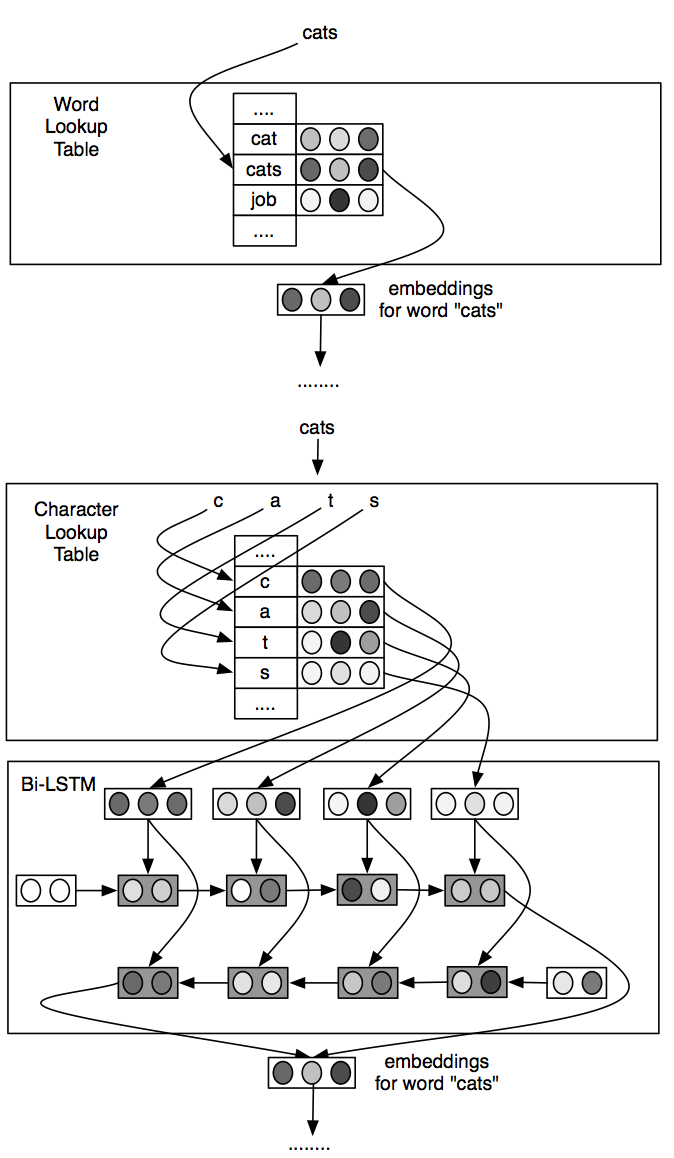 cats
Word
Lookup
Table
....
cat
cats
job
....
embeddings
for word "cats"
........
cats
Character
Lookup
Table
c a t s
....
c
a
t
s
....
Bi-LSTM
embeddings
for word "cats"
........